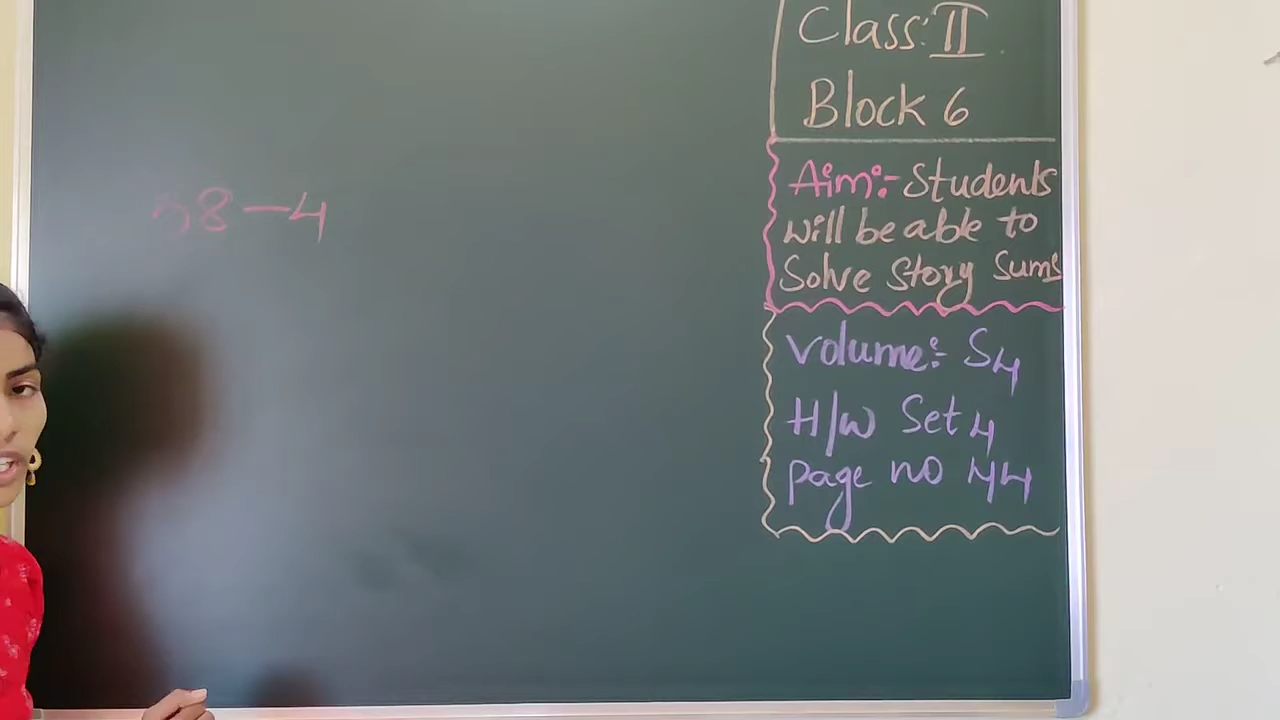 38-4
Class: II
Block 6
Aim:- Students
will be able to
Solve Story Sums
Volume:- S4
H/W Set 4
Page no 44